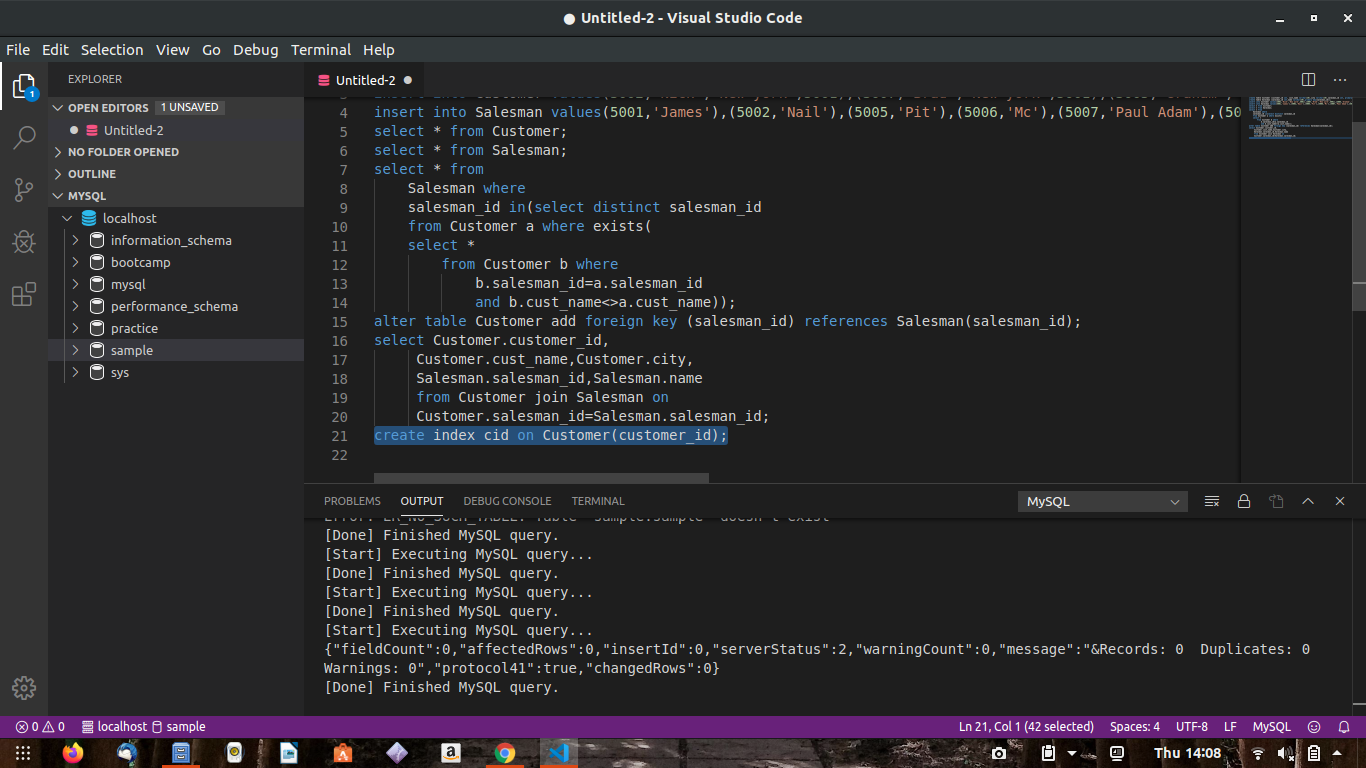 ● Untitled-2 - Visual Studio Code
File Edit Selection View Go Debug Terminal Help
EXPLORER
Untitled-2 ●
1
OPEN EDITORS 1 UNSAVED
Untitled-2
NO FOLDER OPENED
OUTLINE
MYSQL
localhost
information_schema
bootcamp
mysql
performance_schema
practice
sample
sys
4 insert into Salesman values(5001,'James'),(5002,'Nail'),(5005,'Pit'),(5006,'Mc'),(5007,'Paul Adam'),(50
5 select * from Customer;
6 select * from Salesman;
7 select * from
8 Salesman where
9 salesman_id in(select distinct salesman_id
10 from Customer a where exists(
11 select *
12 from Customer b where
13 b.salesman_id=a.salesman_id
14 and b.cust_name<>a.cust_name));
15 alter table Customer add foreign key (salesman_id) references Salesman(salesman_id);
16 select Customer.customer_id,
17 Customer.cust_name,Customer.city,
18 Salesman.salesman_id,Salesman.name
19 from Customer join Salesman on
20 Customer.salesman_id=Salesman.salesman_id;
21 create index cid on Customer(customer_id);
22
PROBLEMS OUTPUT DEBUG CONSOLE TERMINAL MySQL
[Done] Finished MySQL query.
[Start] Executing MySQL query...
[Done] Finished MySQL query.
[Start] Executing MySQL query...
[Done] Finished MySQL query.
[Start] Executing MySQL query...
{"fieldCount":0,"affectedRows":0,"insertId":0,"serverStatus":2,"warningCount":0,"message":"&Records: 0  Duplicates: 0
Warnings: 0","protocol41":true,"changedRows":0}
[Done] Finished MySQL query.
0 0 localhost sample Ln 21, Col 1 (42 selected) Spaces: 4 UTF-8 LF MySQL
Thu 14:08